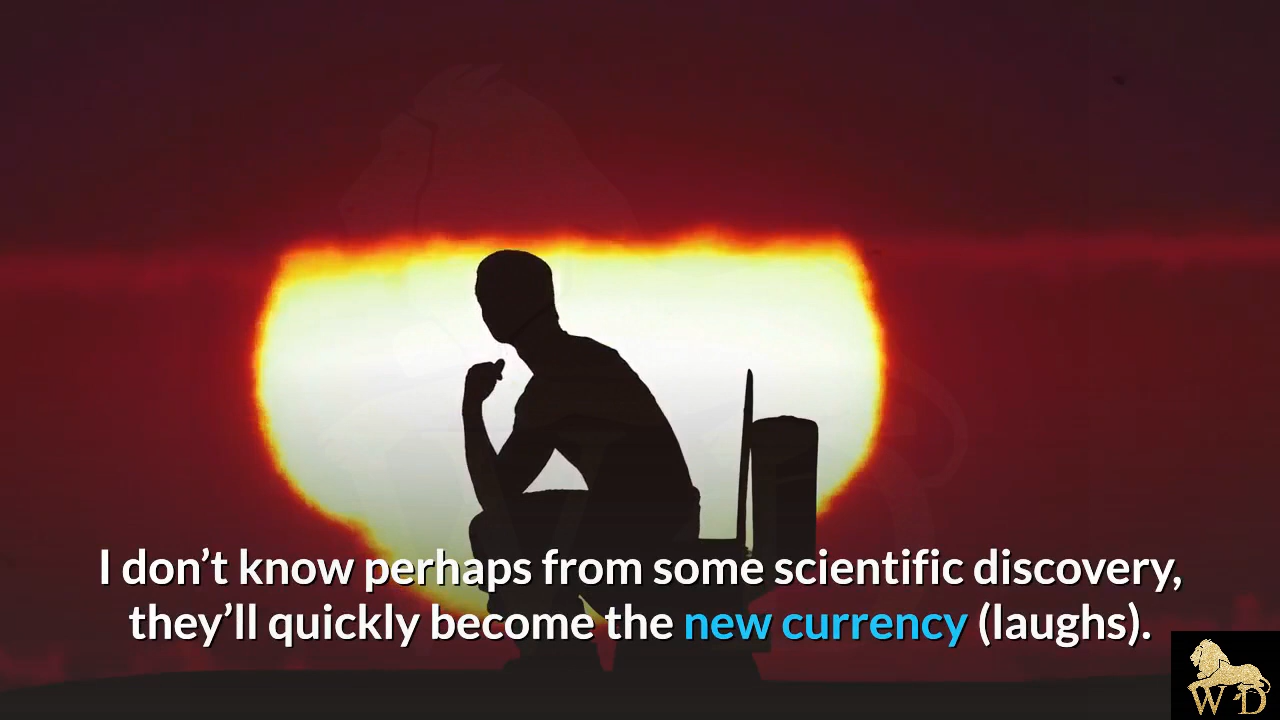 I don’t know perhaps from some scientific discovery,
they’ll quickly become the new currency (laughs).
W D